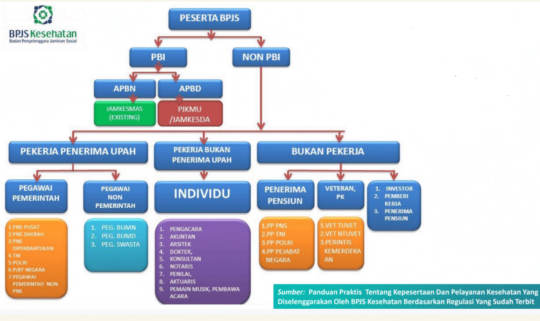 BPJS Kesehatan
Badan Penyelenggara Jaminan Sosial
PESERTA BPJS
PBI
NON PBI
APBN
APBD
JAMKESMAS
(EXISTING)
PJKMU
/JAMKESDA
PEKERJA PENERIMA UPAH
PEKERJA BUKAN
PENERIMA UPAH
BUKAN PEKERJA
PEGAWAI
PEMERINTAH
PEGAWAI
NON
PEMERINTAH
INDIVIDU
PENERIMA
PENSIUN
VETERAN,
PK
1. INVESTOR
2. PEMBERI
KERJA
3. PENERIMA
PENSIUN
1.PNS PUSAT
2.PNS DAERAH
3.PNS
DIPERBANTUKAN
4.TNI
5.POLRI
6.PJBT NEGARA
7.PEGAWAI
PEMERINTAH NON
PNS
1. PEG. BUMN
2. PEG. BUMD
3. PEG. SWASTA
1. PENGACARA
2. AKUNTAN
3. ARSITEK
4. DOKTER,
5. KONSULTAN
6. NOTARIS
7. PENILAI,
8. AKTUARIS
9. PEMAIN MUSIK, PEMBAWA
ACARA
1.PP PNS
2.PP TNI
3.PP POLRI
4.PP PEJABAT
NEGARA
1.VET TUVET
2.VET NTUVET
3.PERINTIS
KEMERDEKA
AN
Sumber: Panduan Praktis Tentang Kepesertaan Dan Pelayanan Kesehatan Yang
Diselenggarakan Oleh BPJS Kesehatan Berdasarkan Regulasi Yang Sudah Terbit